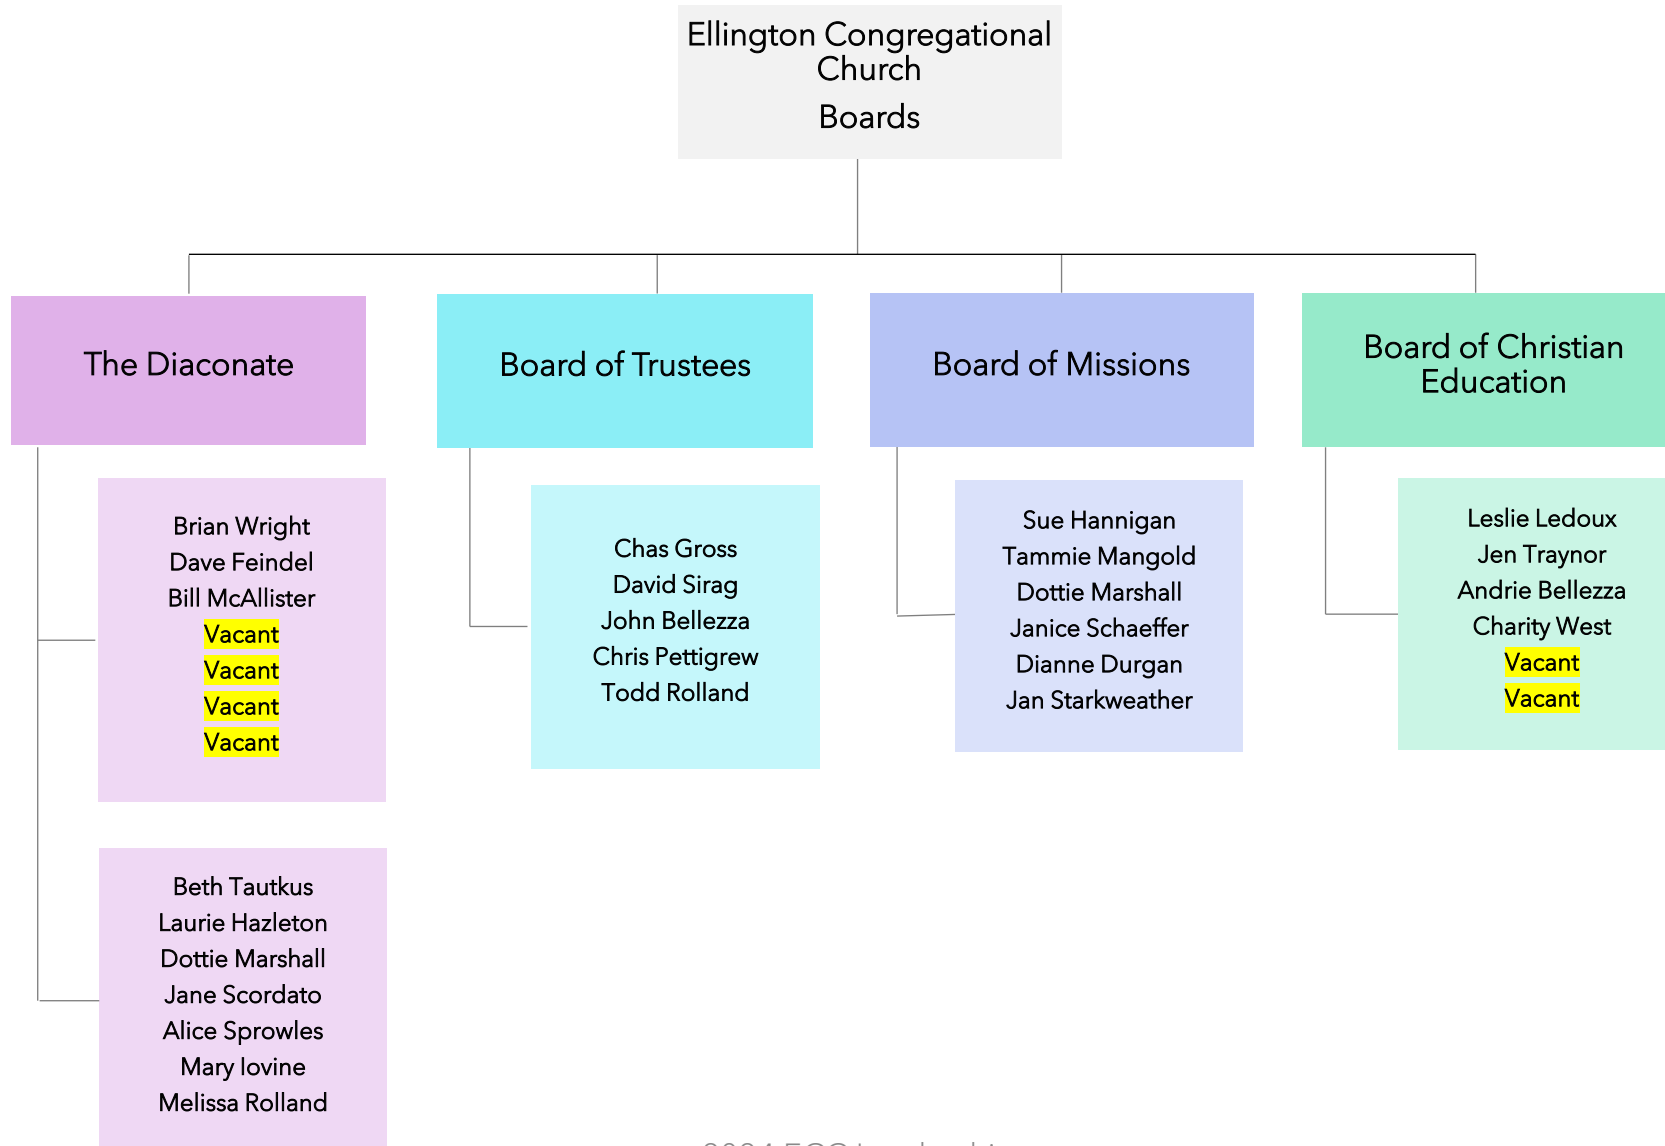 Ellington Congregational
Church
Boards
The Diaconate
Board of Trustees
Board of Missions
Board of Christian
Education
Brian Wright
Dave Feindel
Bill McAllister
Vacant
Vacant
Vacant
Vacant
Beth Tautkus
Laurie Hazleton
Dottie Marshall
Jane Scordato
Alice Sprowles
Mary Iovine
Melissa Rolland
Chas Gross
David Sirag
John Bellezza
Chris Pettigrew
Todd Rolland
Sue Hannigan
Tammie Mangold
Dottie Marshall
Janice Schaeffer
Dianne Durgan
Jan Starkweather
Leslie Ledoux
Jen Traynor
Andrie Bellezza
Charity West
Vacant
Vacant